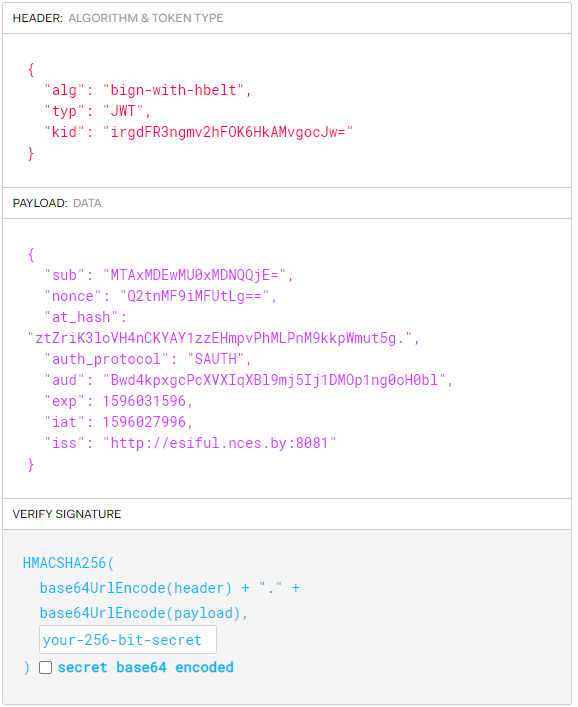 HEADER: ALGORITHM & TOKEN TYPE
{
"alg": "bign-with-hbelt",
"typ": "JWT",
"kid": "irgdFR3ngmv2hFOK6HkAMvgocJw="
}
PAYLOAD: DATA
{
"sub": "MTAxMDEwMU0xMDNQQjE=",
"nonce": "Q2tnMF9iMFUtLg==",
"at_hash":
"ztZriK3loVH4nCKYAY1zzEHmpvPhMLPnM9kkpWmut5g.",
"auth_protocol": "SAUTH",
"aud": "Bwd4kpxgcPcXVXIqXBl9mj5Ij1DMOp1ng0oH0bl",
"exp": 1596031596,
"iat": 1596027996,
"iss": "http://esiful.nces.by:8081"
}
VERIFY SIGNATURE
HMACSHA256(
base64UrlEncode(header) + "." +
base64UrlEncode(payload),
your-256-bit-secret
) secret base64 encoded